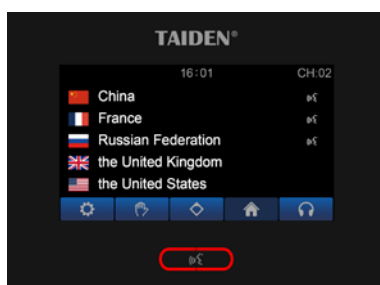 TAIDEN®
16:01 CH:02
China
France
Russian Federation
the United Kingdom
the United States